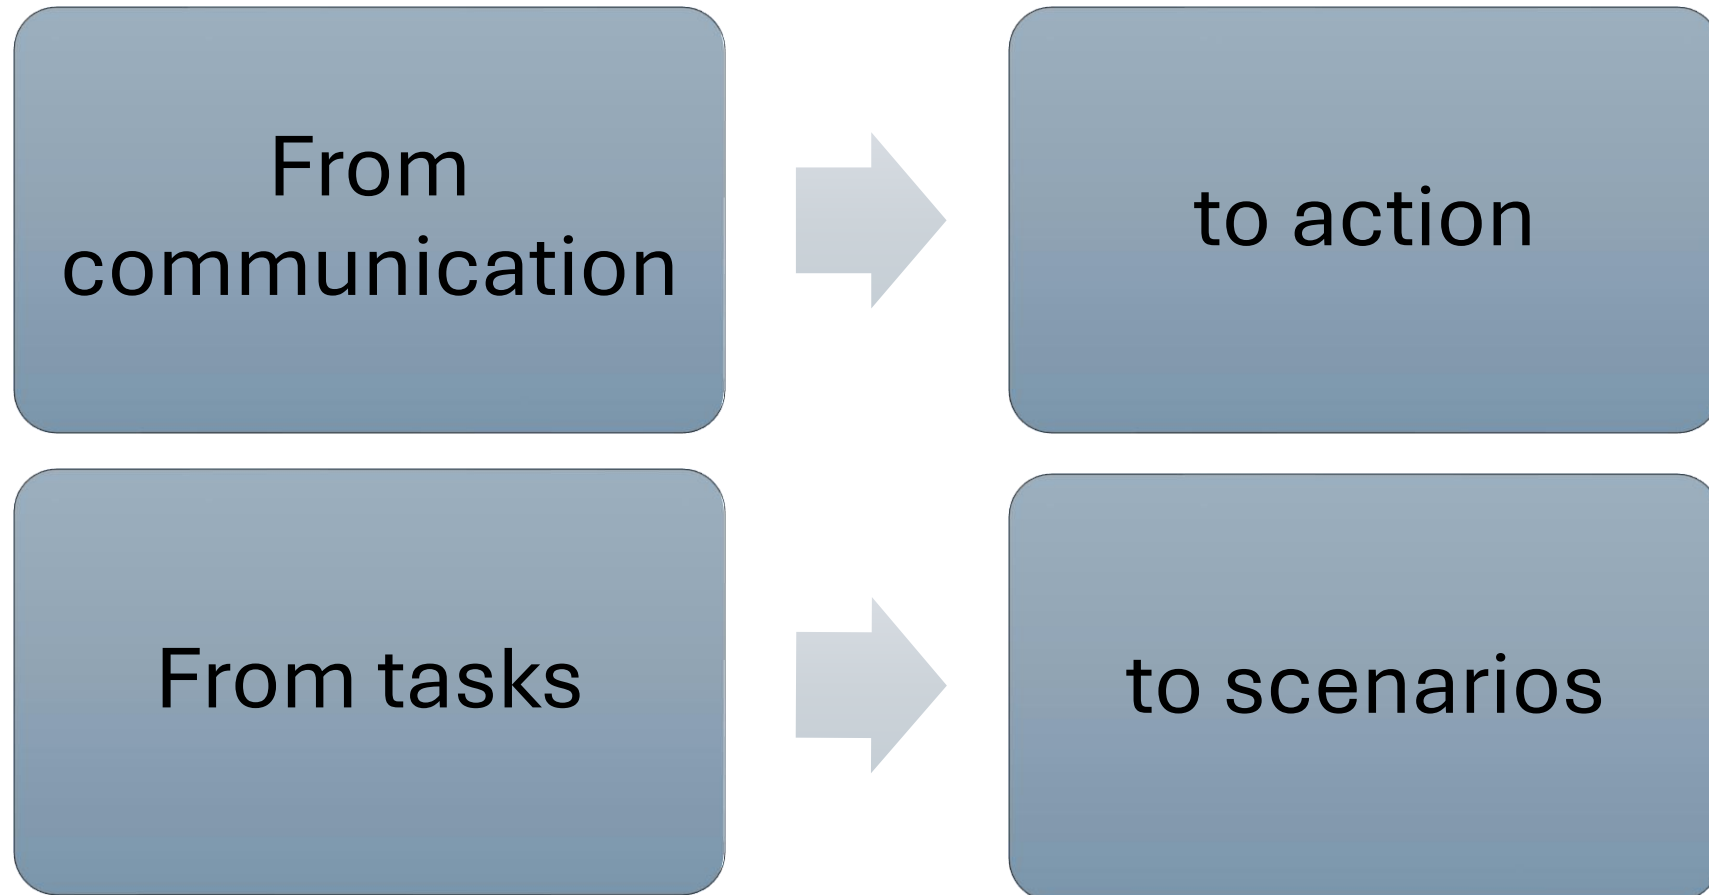 From
communication
to action
From tasks
to scenarios